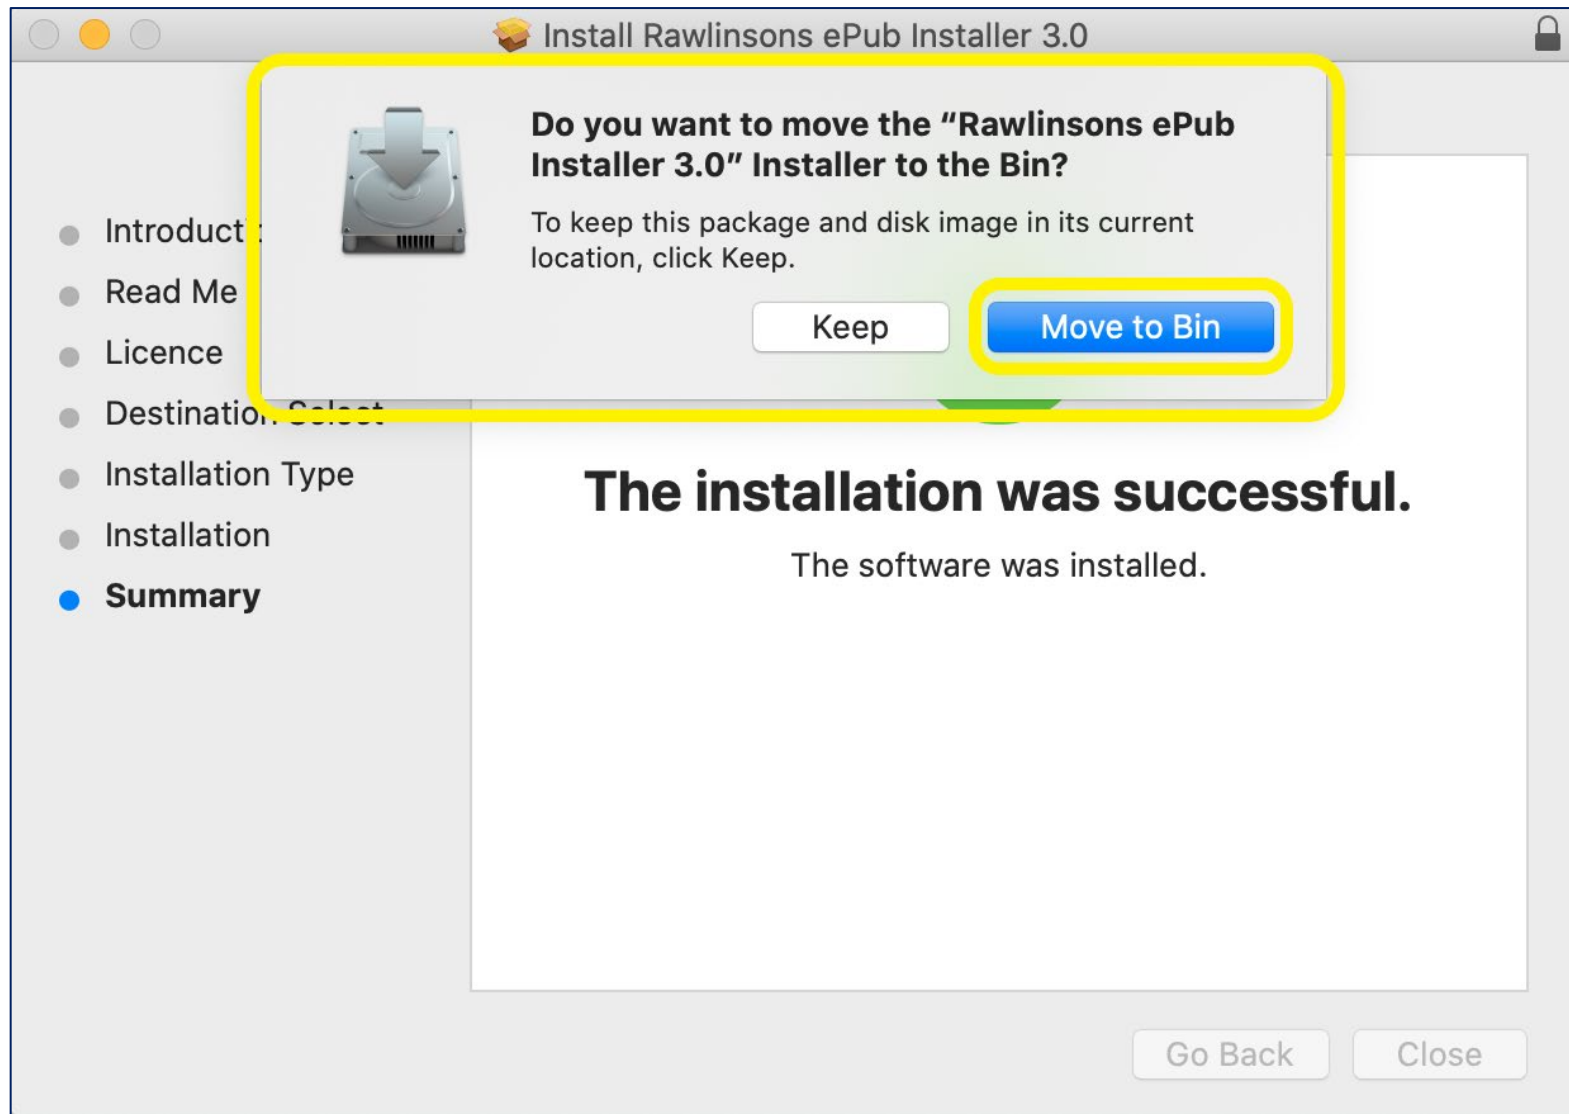 Install Rawlinsons ePub Installer 3.0
Do you want to move the “Rawlinsons ePub
Installer 3.0” Installer to the Bin?
To keep this package and disk image in its current
location, click Keep.
Keep
Move to Bin
Read Me
Licence
Destination Select
Installation Type
Installation
Summary
The installation was successful.
The software was installed.
Go Back
Close